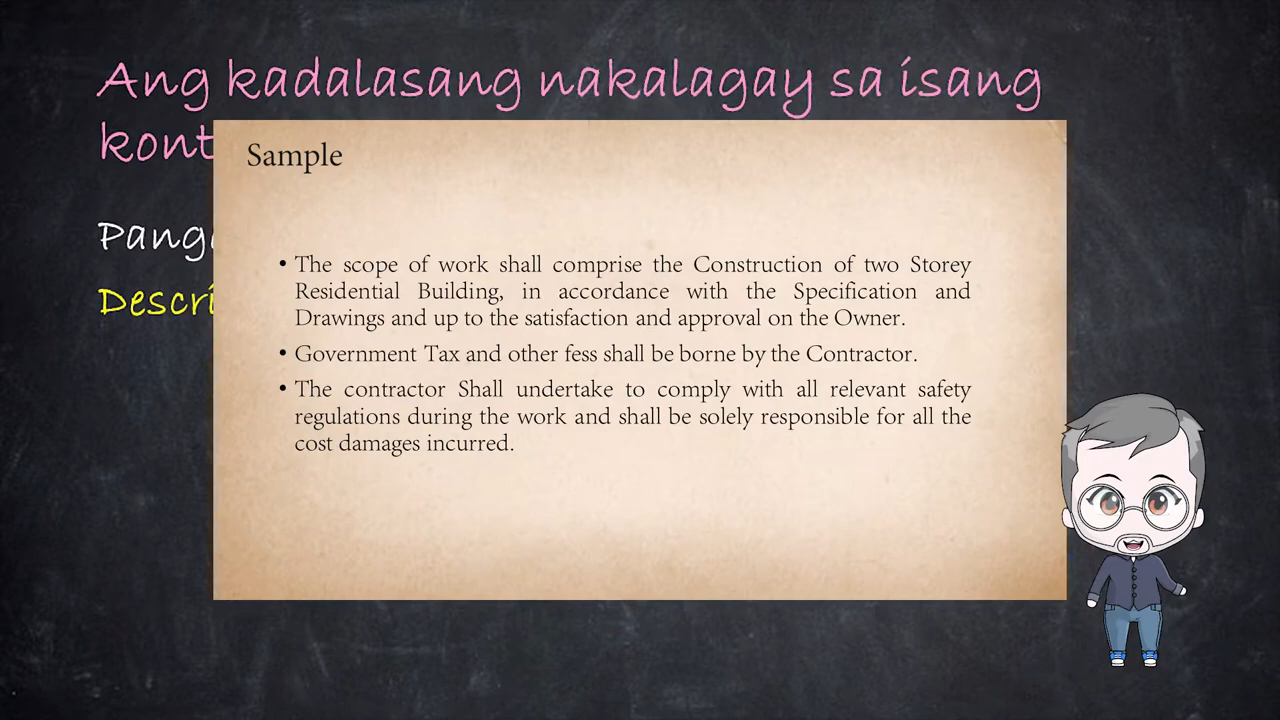 Ang kadalasang nakalagay sa isang
Sample
• The scope of work shall comprise the Construction of two Storey
Residential Building, in accordance with the Specification and
Drawings and up to the satisfaction and approval on the Owner.
• Government Tax and other fess shall be borne by the Contractor.
• The contractor Shall undertake to comply with all relevant safety
regulations during the work and shall be solely responsible for all the
cost damages incurred.